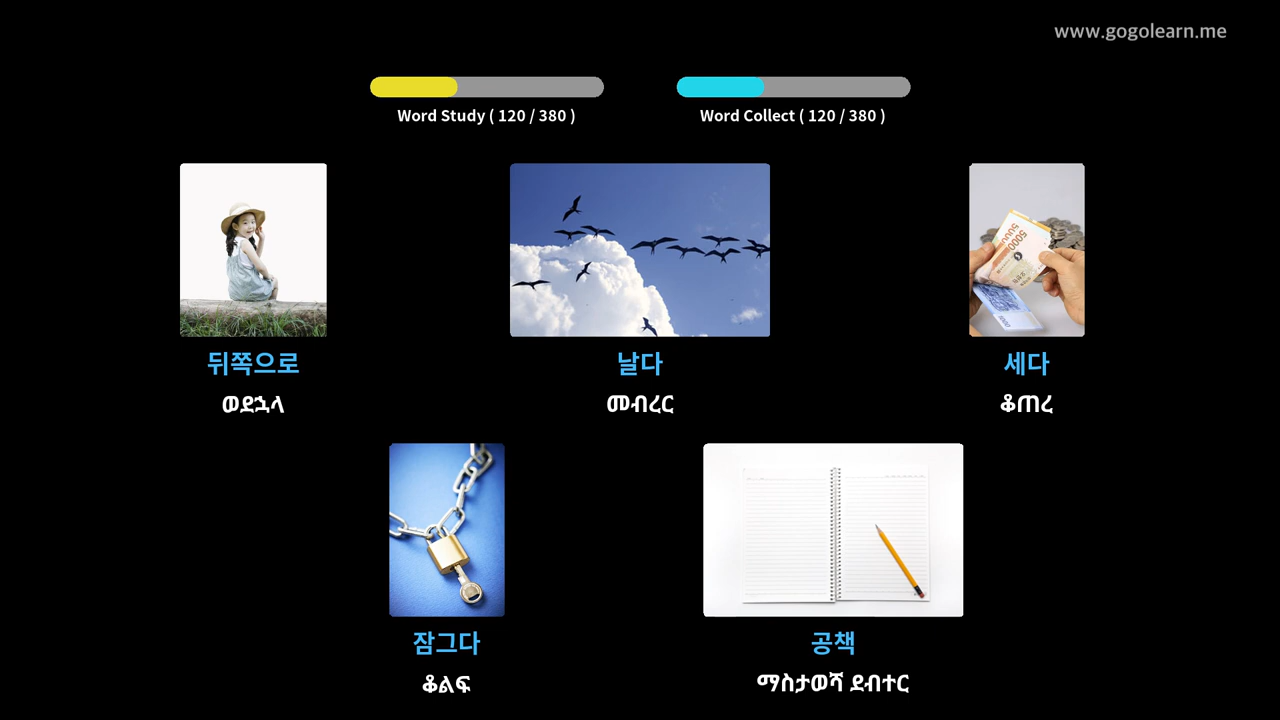 www.gogolearn.me
Word Study ( 120 / 380 )
Word Collect ( 120 / 380 )
뒤쪽으로
ወደኋላ
날다
መብረር
세다
ቆጠረ
잠그다
ቆልፍ
공책
ማስታወሻ ደብተር